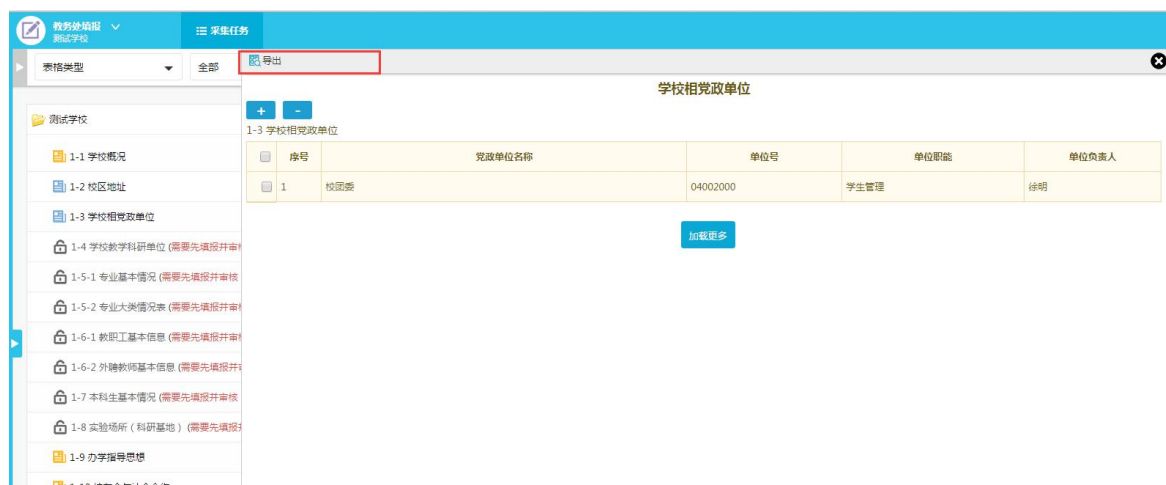 教务处填报
测试学校
采集任务
表格类型
全部
导出
学校相党政单位
+ -
1-3 学校相党政单位
序号 党政单位名称 单位号 单位职能 单位负责人
1 校团委 04002000 学生管理 徐明
加载更多
测试学校
1-1 学校概况
1-2 校区地址
1-3 学校相党政单位
1-4 学校教学科研单位 (需要先填报并审
1-5-1 专业基本情况 (需要先填报并审核
1-5-2 专业大类情况表 (需要先填报并审
1-6-1 教职工基本信息 (需要先填报并审
1-6-2 外聘教师基本信息 (需要先填报并
1-7 本科生基本情况 (需要先填报并审核
1-8 实验场所（科研基地）(需要先填报
1-9 办学指导思想